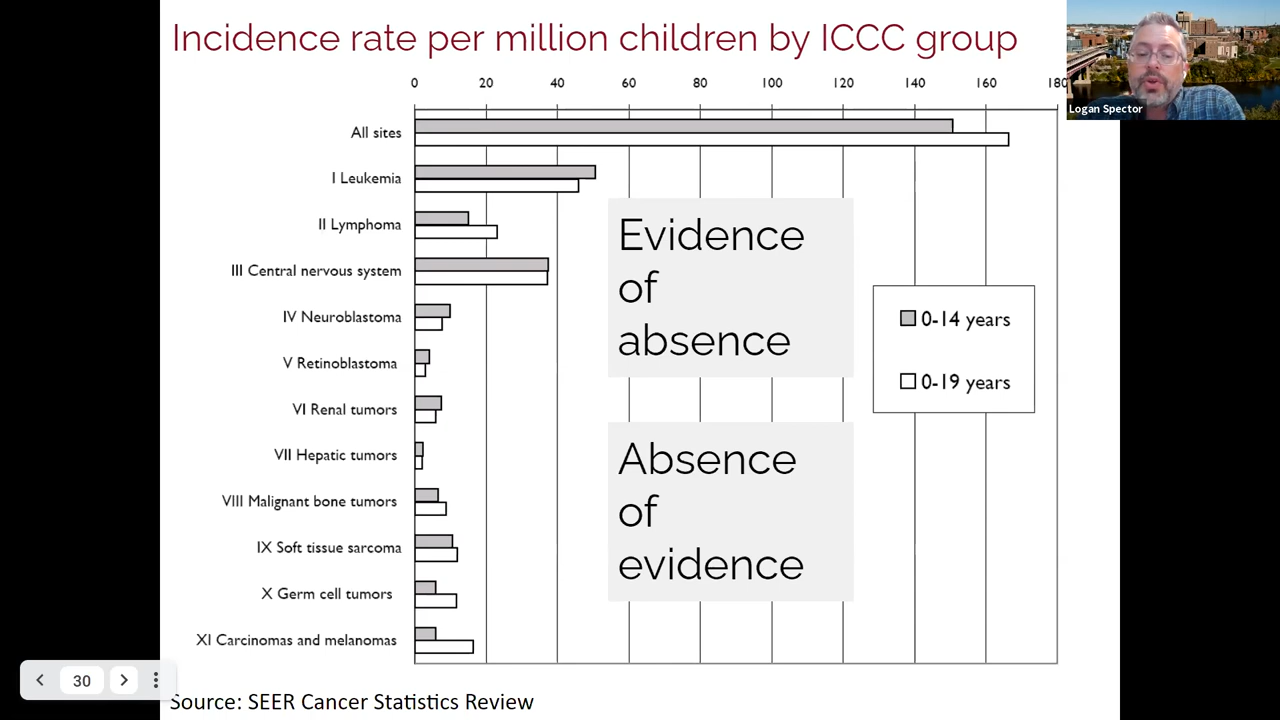 Incidence rate per million children by ICCC group
Logan Spector
0 20 40 60 80 100 120 140 160 180
All sites
I Leukemia
II Lymphoma
III Central nervous system
IV Neuroblastoma
V Retinoblastoma
VI Renal tumors
VII Hepatic tumors
VIII Malignant bone tumors
IX Soft tissue sarcoma
X Germ cell tumors
XI Carcinomas and melanomas
Evidence
of
absence
Absence
of
evidence
0-14 years
0-19 years
30
Source: SEER Cancer Statistics Review